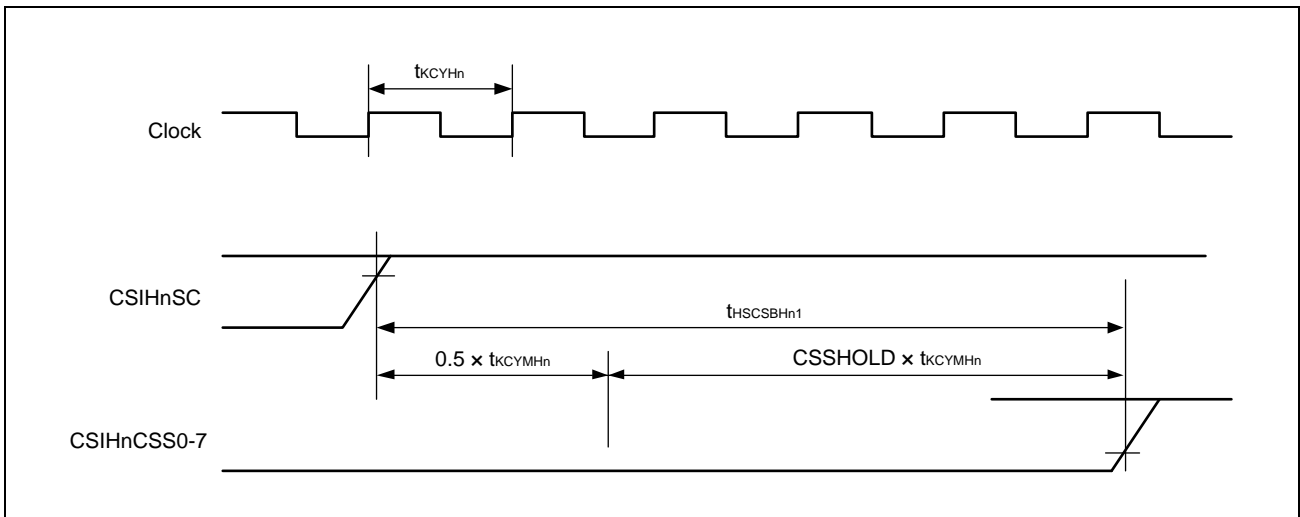 tKCYHn
Clock
CSIHnSC
tHSCSBHn1
0.5 × tKCYMHn
CSSHOLD × tKCYMHn
CSIHnCSS0-7